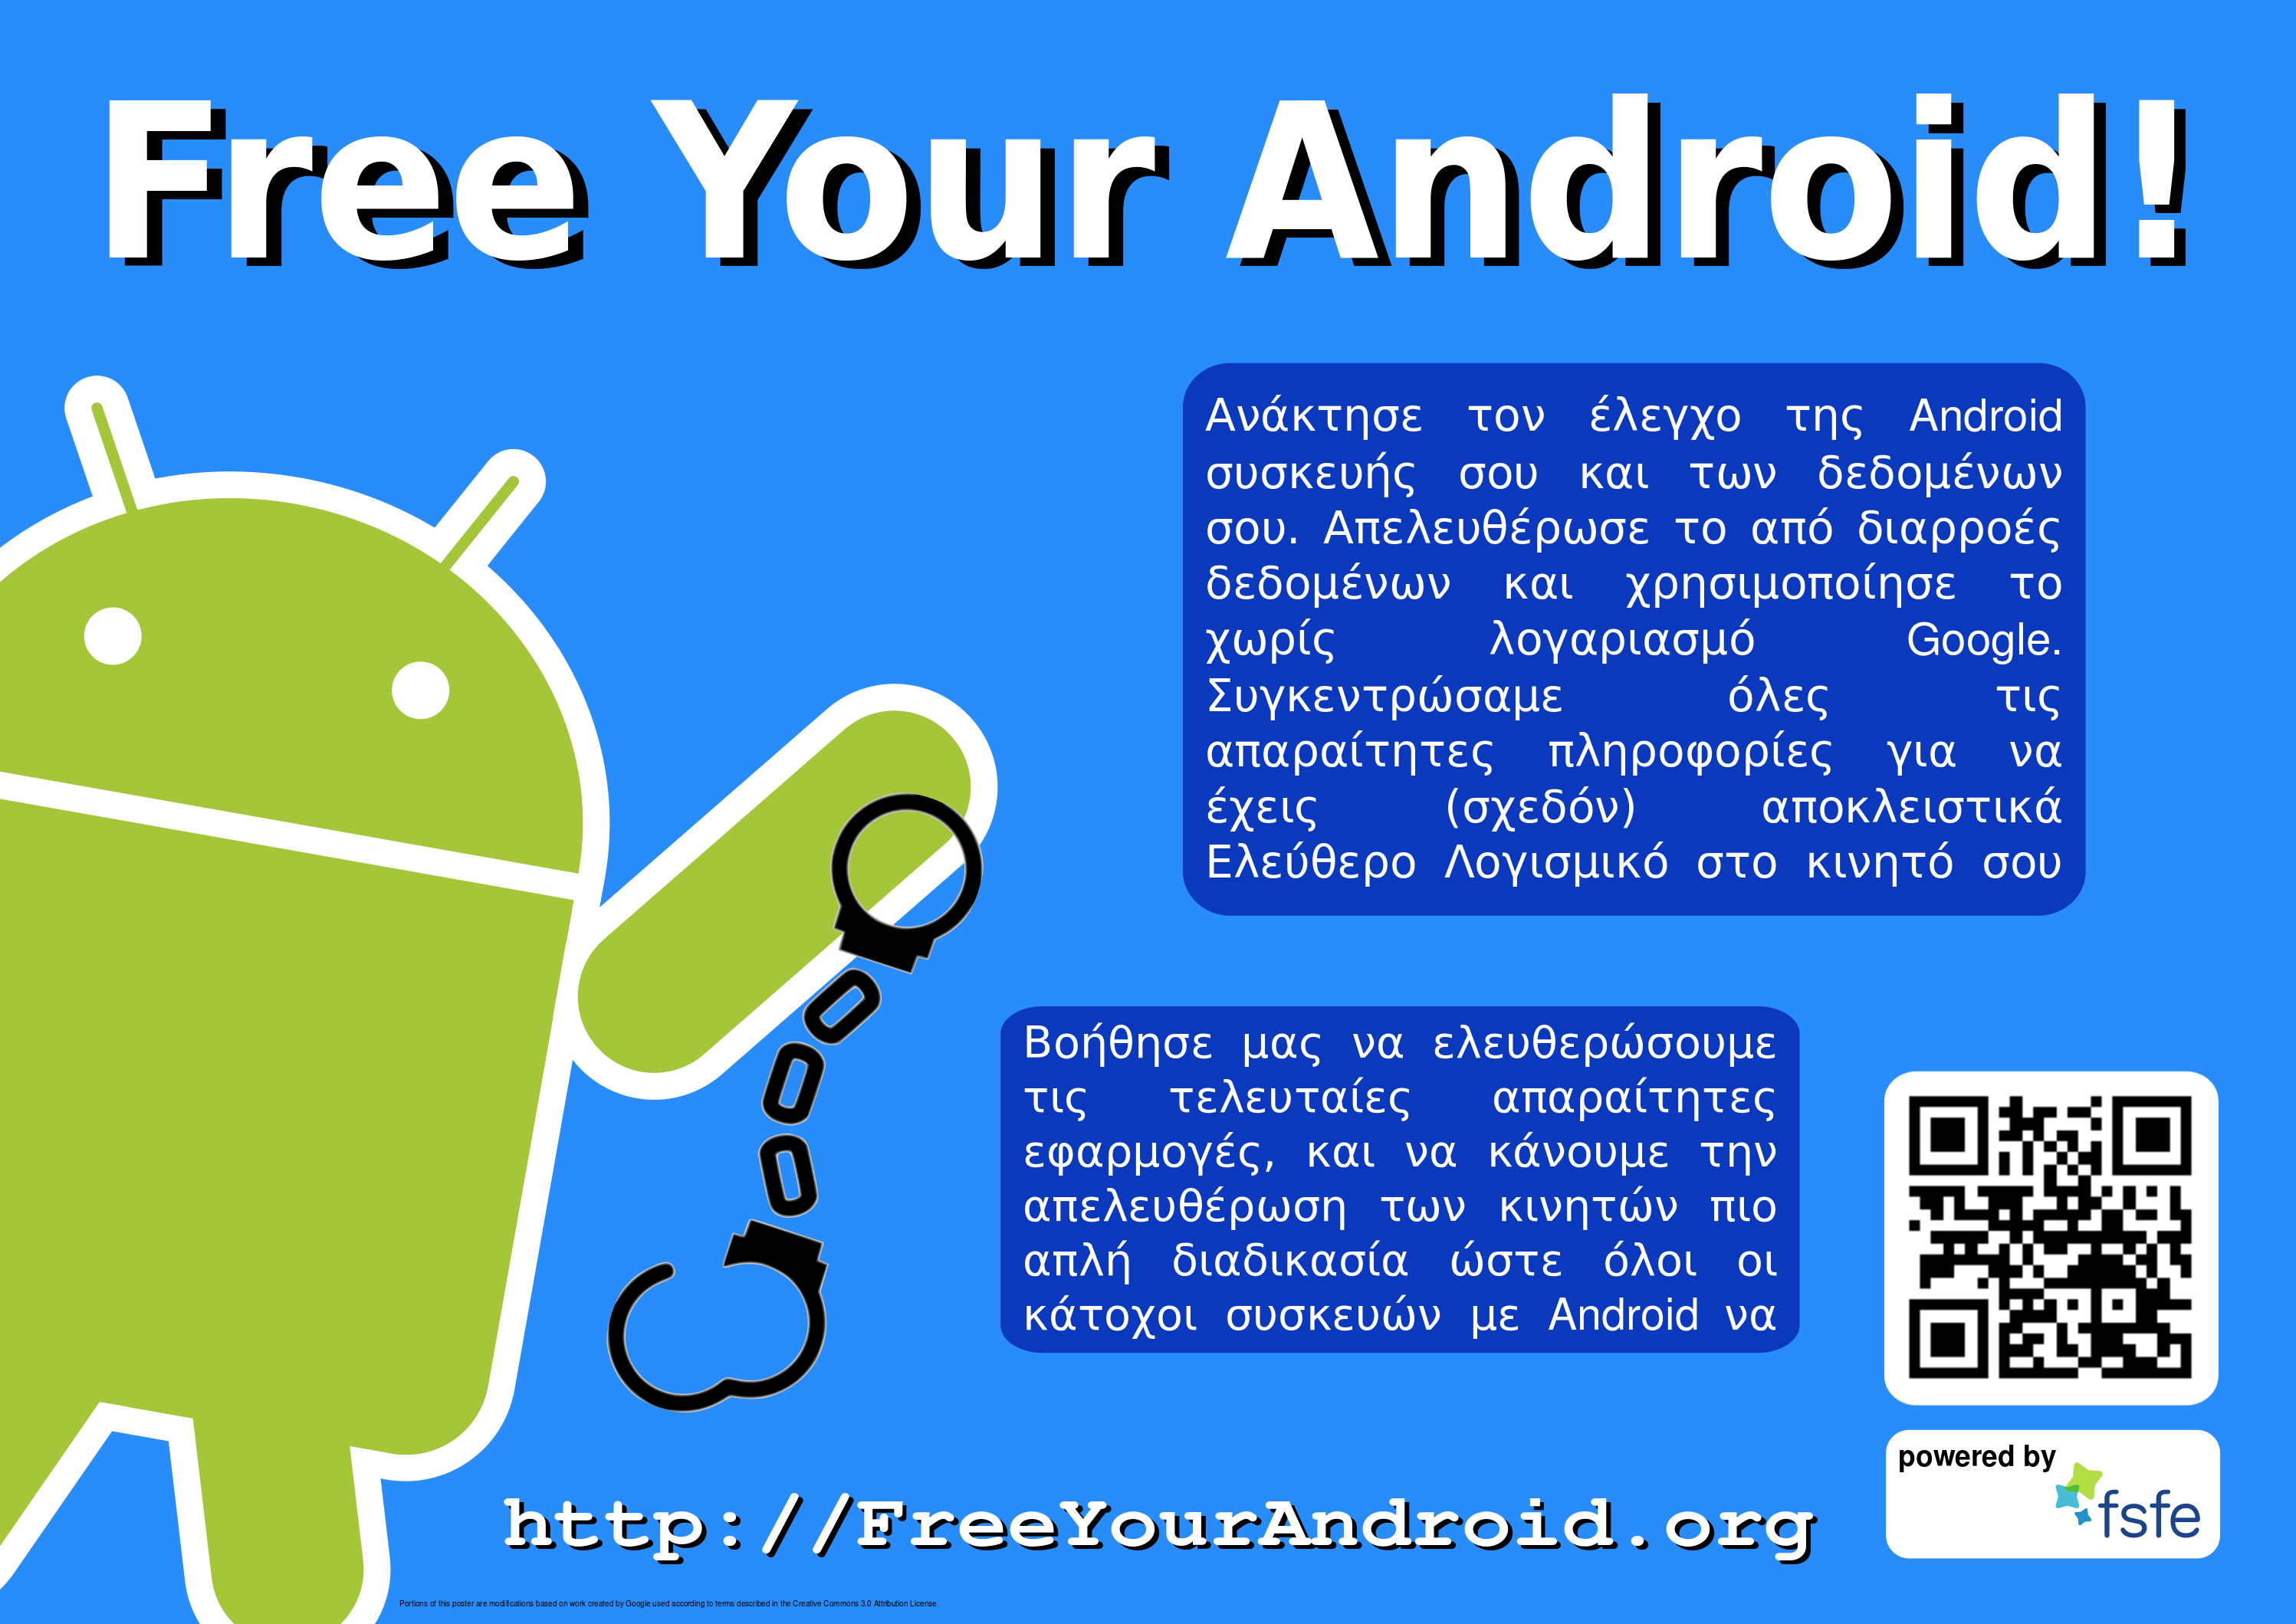 Free Your Android!
Ανάκτησε τον έλεγχο της Android
συσκευής σου και των δεδομένων
σου. Απελευθέρωσε το από διαρροές
δεδομένων και χρησιμοποίησε το
χωρίς λογαριασμό Google.
Συγκεντρώσαμε όλες τις
απαραίτητες πληροφορίες για να
έχεις (σχεδόν) αποκλειστικά
Ελεύθερο Λογισμικό στο κινητό σου
Βοήθησε μας να ελευθερώσουμε
τις τελευταίες απαραίτητες
εφαρμογές, και να κάνουμε την
απελευθέρωση των κινητών πιο
απλή διαδικασία ώστε όλοι οι
κάτοχοι συσκευών με Android να
powered by
fsfe
http://FreeYourAndroid.org
Portions of this poster are modifications based on work created by Google used according to terms described in the Creative Commons 3.0 Attribution License.